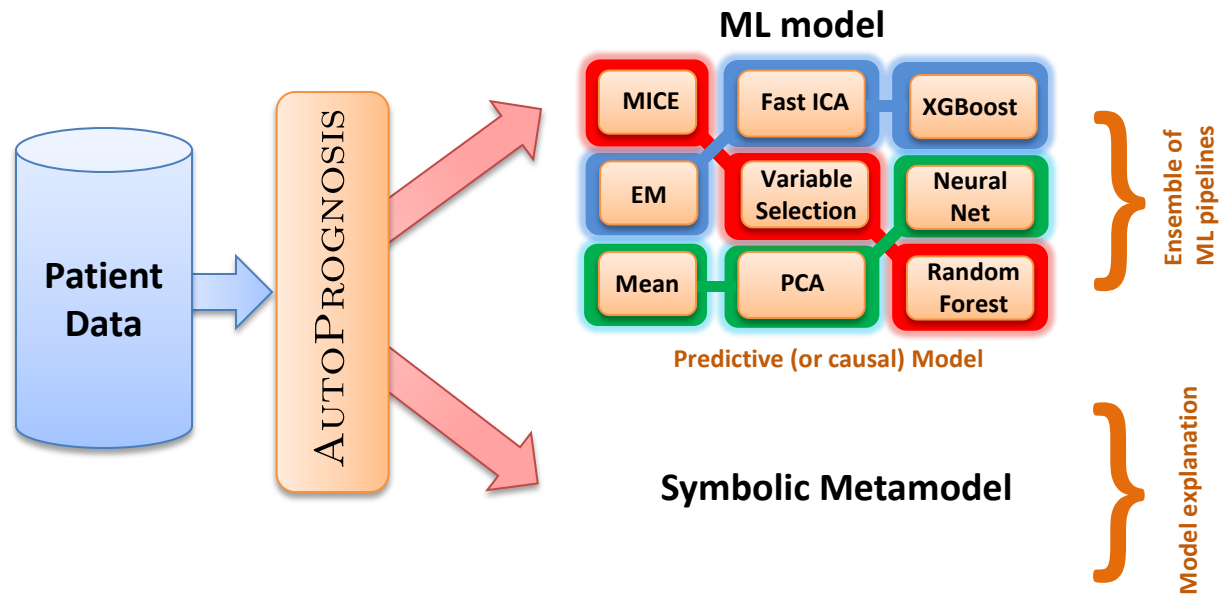 ML model
MICE
Fast ICA
XGBoost
EM
Variable
Selection
Neural
Net
Mean
PCA
Random
Forest
Predictive (or causal) Model
Ensemble of
ML pipelines
Patient
Data
AUTOPROGNOSIS
Symbolic Metamodel
Model explanation